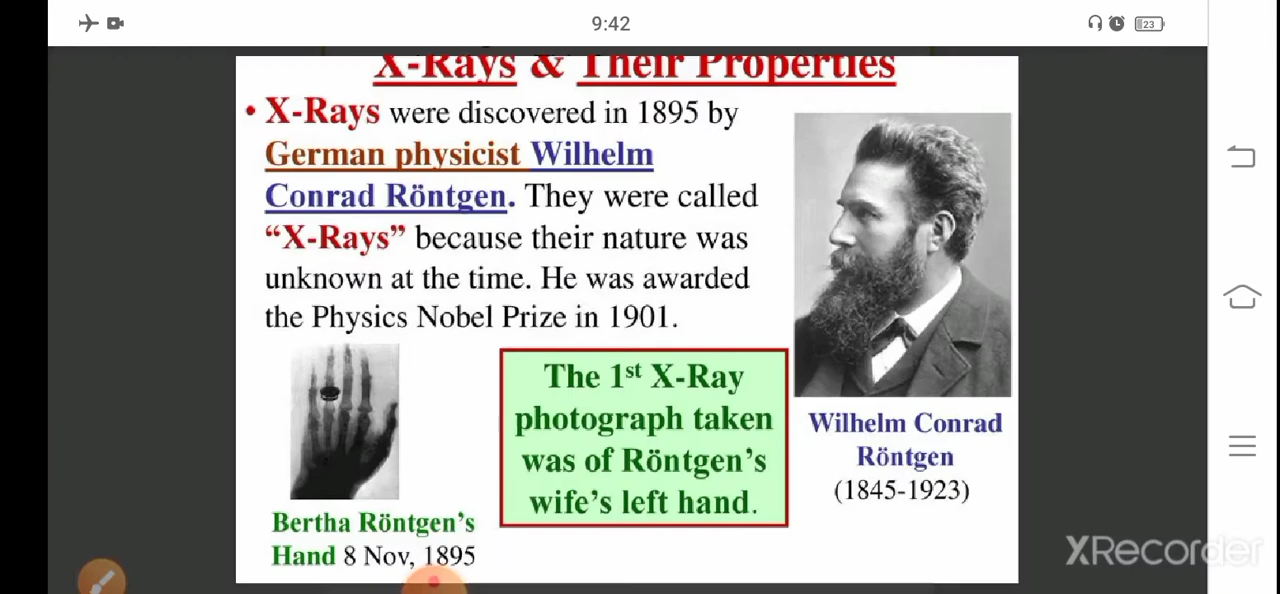 9:42
23
X-Rays & Their Properties
• X-Rays were discovered in 1895 by
German physicist Wilhelm
Conrad Röntgen. They were called
“X-Rays” because their nature was
unknown at the time. He was awarded
the Physics Nobel Prize in 1901.
The 1st X-Ray
photograph taken
was of Röntgen’s
wife’s left hand.
Wilhelm Conrad
Röntgen
(1845-1923)
Bertha Röntgen’s
Hand 8 Nov, 1895
XRecorder